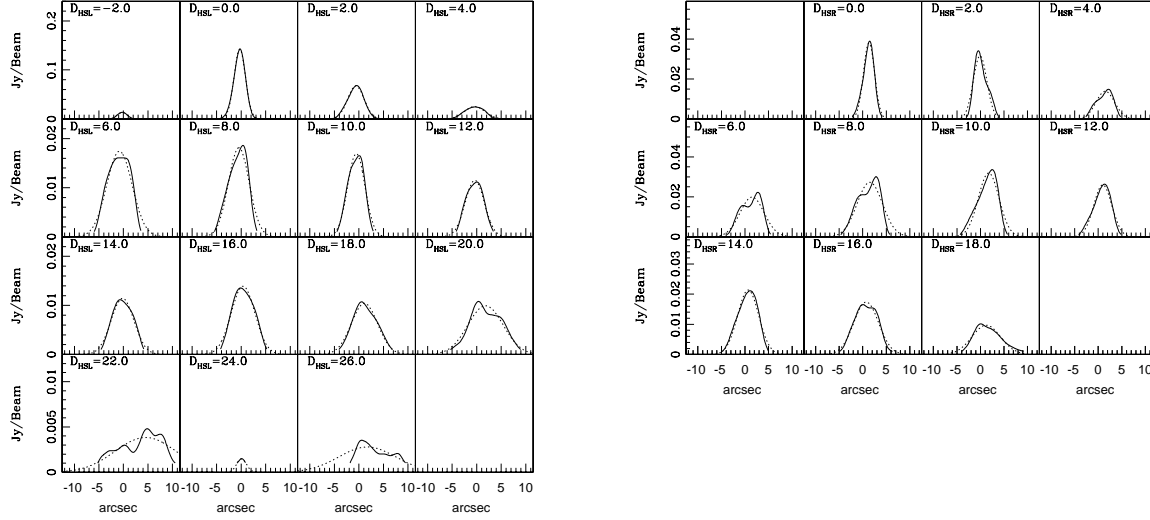 D_HSL=−2.0 D_HSL=0.0 D_HSL=2.0 D_HSL=4.0
Jy/Beam
0.2
0.1
0
D_HSL=6.0 D_HSL=8.0 D_HSL=10.0 D_HSL=12.0
Jy/Beam
0.02
0.01
0
D_HSL=14.0 D_HSL=16.0 D_HSL=18.0 D_HSL=20.0
Jy/Beam
0.02
0.01
0
D_HSL=22.0 D_HSL=24.0 D_HSL=26.0
Jy/Beam
0.01
0.005
0
-10 -5 0 5 10 -10 -5 0 5 10 -10 -5 0 5 10 -10 -5 0 5 10
arcsec arcsec arcsec arcsec
D_HSR=0.0 D_HSR=2.0 D_HSR=4.0
Jy/Beam
0.04
0.02
0
D_HSR=6.0 D_HSR=8.0 D_HSR=10.0 D_HSR=12.0
Jy/Beam
0.04
0.02
0
D_HSR=14.0 D_HSR=16.0 D_HSR=18.0
Jy/Beam
0.03
0.02
0.01
0
-10 -5 0 5 10 -10 -5 0 5 10 -10 -5 0 5 10 -10 -5 0 5 10
arcsec arcsec arcsec arcsec